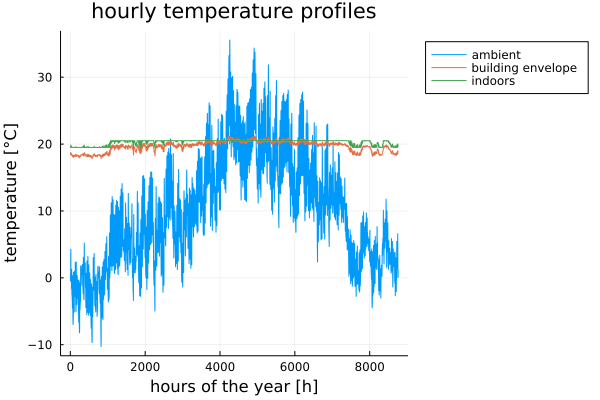 hourly temperature profiles
ambient
building envelope
indoors
temperature [°C]
30
20
10
0
−10
0
2000
4000
6000
8000
hours of the year [h]